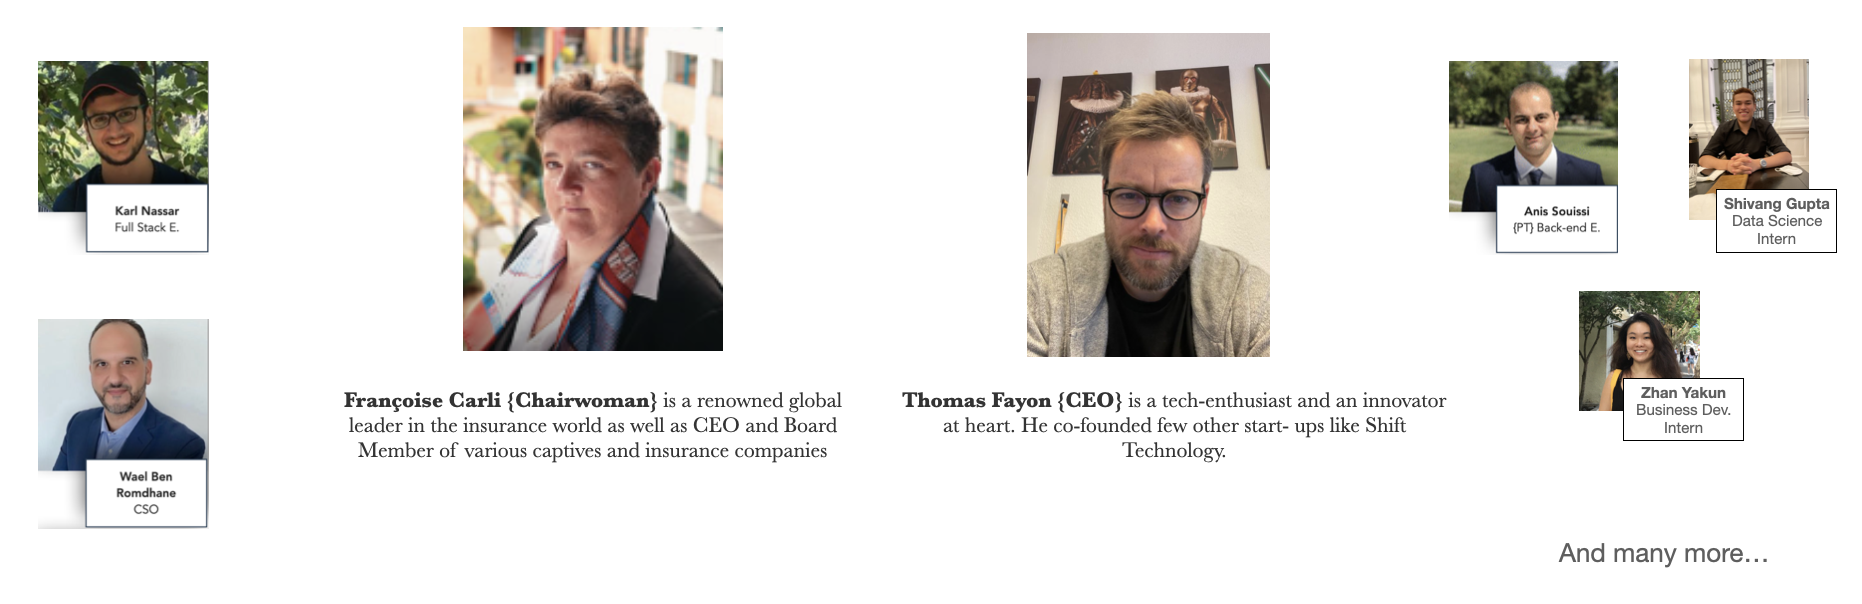 Karl Nassar
Full Stack E.
Wael Ben
Romdhane
CSO
Françoise Carli {Chairwoman} is a renowned global
leader in the insurance world as well as CEO and Board
Member of various captives and insurance companies
Thomas Fayon {CEO} is a tech-enthusiast and an innovator
at heart. He co-founded few other start- ups like Shift
Technology.
Anis Souissi
{PT} Back-end E.
Shivang Gupta
Data Science
Intern
Zhan Yakun
Business Dev.
Intern
And many more…